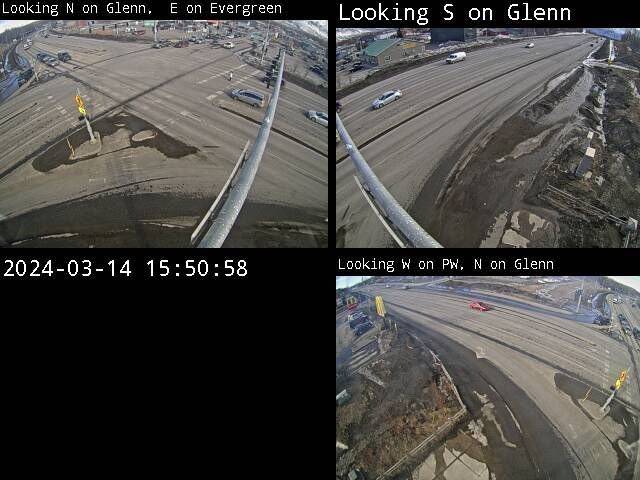 Looking N on Glenn,  E on Evergreen
Looking S on Glenn
2024-03-14 15:50:58
Looking W on PW, N on Glenn